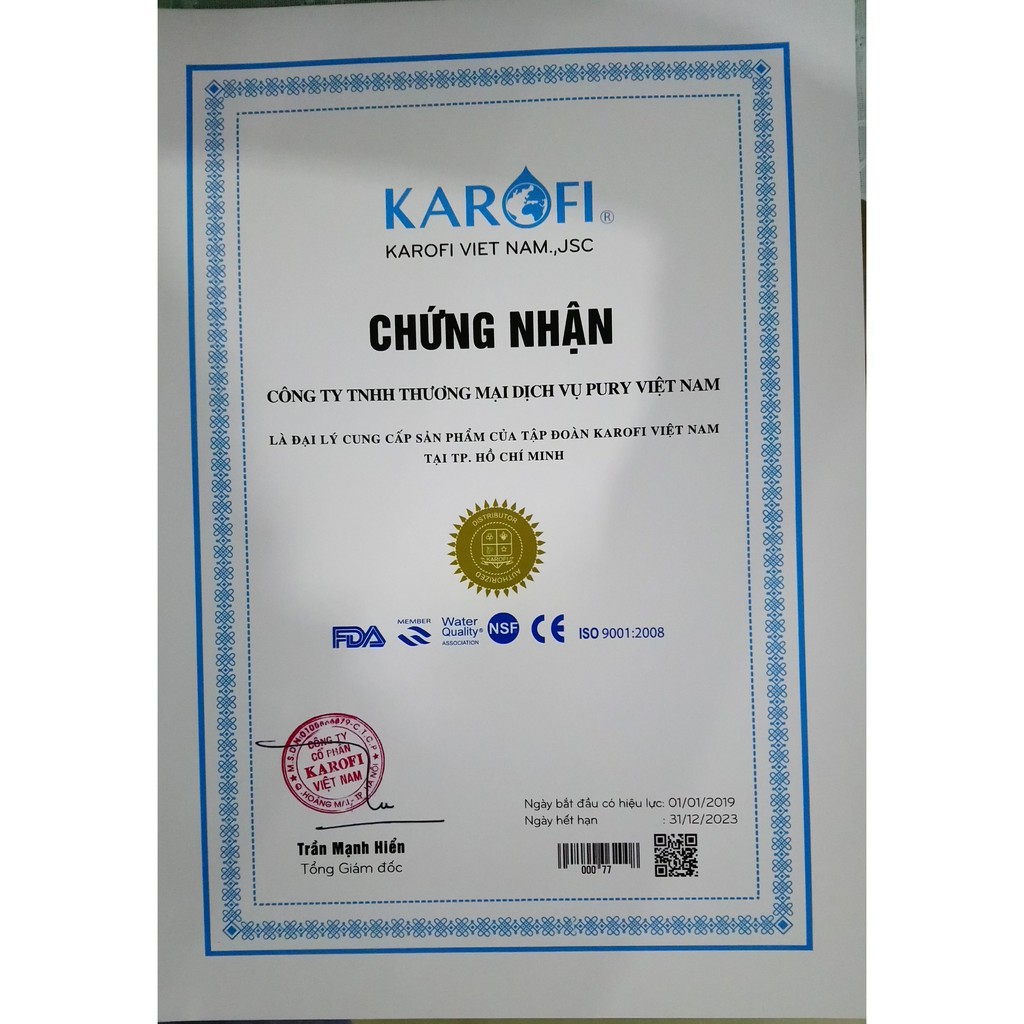 KAROFI ®
KAROFI VIET NAM.,JSC
CHỨNG NHẬN
CÔNG TY TNHH THƯƠNG MẠI DỊCH VỤ PURY VIỆT NAM
LÀ ĐẠI LÝ CUNG CẤP SẢN PHẨM CỦA TẬP ĐOÀN KAROFI VIỆT NAM
TẠI TP. HỒ CHÍ MINH
DISTRIBUTOR
KAROFI
AUTHORIZED
FDA
MEMBER
Water
Quality®
ASSOCIATION
NSF
CE
ISO 9001:2008
CÔNG TY
CỔ PHẦN
KAROFI
VIỆT NAM
Trần Mạnh Hiển
Tổng Giám đốc
Ngày bắt đầu có hiệu lực: 01/01/2019
Ngày hết hạn : 31/12/2023